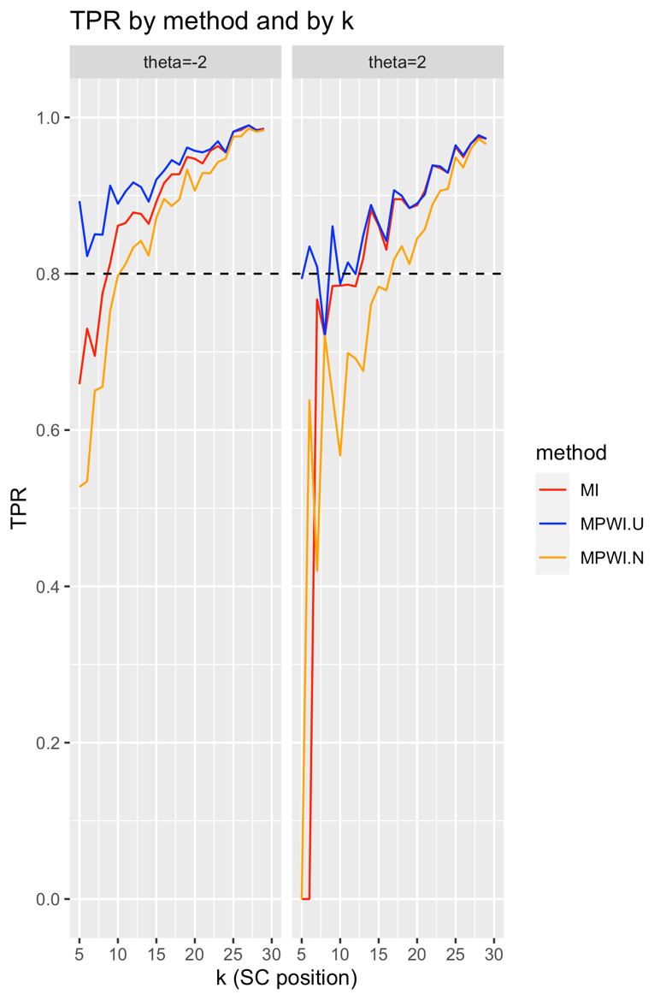 TPR by method and by k
theta=-2
theta=2
1.0
0.8
0.6
0.4
0.2
0.0
TPR
5 10 15 20 25 30
5 10 15 20 25 30
k (SC position)
method
MI
MPWI.U
MPWI.N